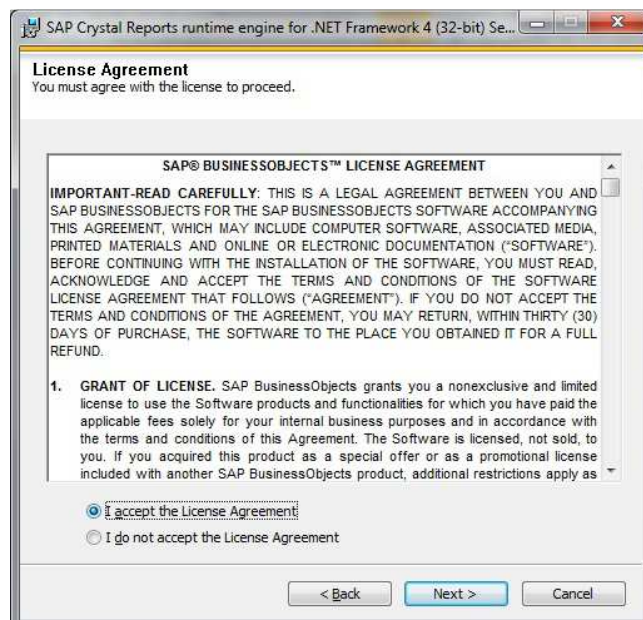 SAP Crystal Reports runtime engine for .NET Framework 4 (32-bit) Se...
License Agreement
You must agree with the license to proceed.
SAP® BUSINESSOBJECTS™ LICENSE AGREEMENT
IMPORTANT-READ CAREFULLY: THIS IS A LEGAL AGREEMENT BETWEEN YOU AND
SAP BUSINESSOBJECTS FOR THE SAP BUSINESSOBJECTS SOFTWARE ACCOMPANYING
THIS AGREEMENT, WHICH MAY INCLUDE COMPUTER SOFTWARE, ASSOCIATED MEDIA,
PRINTED MATERIALS AND ONLINE OR ELECTRONIC DOCUMENTATION ("SOFTWARE").
BEFORE CONTINUING WITH THE INSTALLATION OF THE SOFTWARE, YOU MUST READ,
ACKNOWLEDGE AND ACCEPT THE TERMS AND CONDITIONS OF THE SOFTWARE
LICENSE AGREEMENT THAT FOLLOWS ("AGREEMENT"). IF YOU DO NOT ACCEPT THE
TERMS AND CONDITIONS OF THE AGREEMENT, YOU MAY RETURN, WITHIN THIRTY (30)
DAYS OF PURCHASE, THE SOFTWARE TO THE PLACE YOU OBTAINED IT FOR A FULL
REFUND.
1. GRANT OF LICENSE. SAP BusinessObjects grants you a nonexclusive and limited
license to use the Software products and functionalities for which you have paid the
applicable fees solely for your internal business purposes and in accordance with
the terms and conditions of this Agreement. The Software is licensed, not sold, to
you. If you acquired this product as a special offer or as a promotional license
included with another SAP BusinessObjects product, additional restrictions apply as
I accept the License Agreement
I do not accept the License Agreement
< Back Next > Cancel